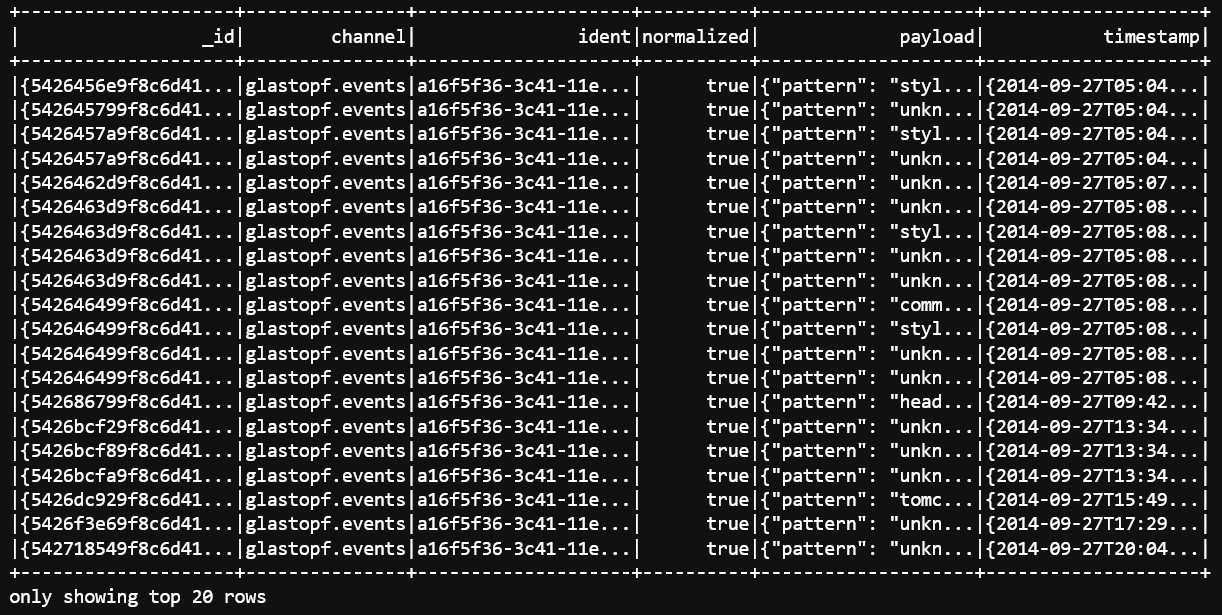 +--------------------+---------------+--------------------+----------+--------------------+--------------------+
|                 _id|        channel|               ident|normalized|             payload|           timestamp|
+--------------------+---------------+--------------------+----------+--------------------+--------------------+
|{5426456e9f8c6d41...|glastopf.events|a16f5f36-3c41-11e...|      true|{"pattern": "styl...|{2014-09-27T05:04...|
|{542645799f8c6d41...|glastopf.events|a16f5f36-3c41-11e...|      true|{"pattern": "unkn...|{2014-09-27T05:04...|
|{5426457a9f8c6d41...|glastopf.events|a16f5f36-3c41-11e...|      true|{"pattern": "styl...|{2014-09-27T05:04...|
|{5426457a9f8c6d41...|glastopf.events|a16f5f36-3c41-11e...|      true|{"pattern": "unkn...|{2014-09-27T05:04...|
|{5426462d9f8c6d41...|glastopf.events|a16f5f36-3c41-11e...|      true|{"pattern": "unkn...|{2014-09-27T05:07...|
|{5426463d9f8c6d41...|glastopf.events|a16f5f36-3c41-11e...|      true|{"pattern": "unkn...|{2014-09-27T05:08...|
|{5426463d9f8c6d41...|glastopf.events|a16f5f36-3c41-11e...|      true|{"pattern": "styl...|{2014-09-27T05:08...|
|{5426463d9f8c6d41...|glastopf.events|a16f5f36-3c41-11e...|      true|{"pattern": "unkn...|{2014-09-27T05:08...|
|{5426463d9f8c6d41...|glastopf.events|a16f5f36-3c41-11e...|      true|{"pattern": "unkn...|{2014-09-27T05:08...|
|{542646499f8c6d41...|glastopf.events|a16f5f36-3c41-11e...|      true|{"pattern": "comm...|{2014-09-27T05:08...|
|{542646499f8c6d41...|glastopf.events|a16f5f36-3c41-11e...|      true|{"pattern": "styl...|{2014-09-27T05:08...|
|{542646499f8c6d41...|glastopf.events|a16f5f36-3c41-11e...|      true|{"pattern": "unkn...|{2014-09-27T05:08...|
|{542646499f8c6d41...|glastopf.events|a16f5f36-3c41-11e...|      true|{"pattern": "unkn...|{2014-09-27T05:08...|
|{542686799f8c6d41...|glastopf.events|a16f5f36-3c41-11e...|      true|{"pattern": "head...|{2014-09-27T09:42...|
|{5426bcf29f8c6d41...|glastopf.events|a16f5f36-3c41-11e...|      true|{"pattern": "unkn...|{2014-09-27T13:34...|
|{5426bcf89f8c6d41...|glastopf.events|a16f5f36-3c41-11e...|      true|{"pattern": "unkn...|{2014-09-27T13:34...|
|{5426bcfa9f8c6d41...|glastopf.events|a16f5f36-3c41-11e...|      true|{"pattern": "unkn...|{2014-09-27T13:34...|
|{5426dc929f8c6d41...|glastopf.events|a16f5f36-3c41-11e...|      true|{"pattern": "tomc...|{2014-09-27T15:49...|
|{5426f3e69f8c6d41...|glastopf.events|a16f5f36-3c41-11e...|      true|{"pattern": "unkn...|{2014-09-27T17:29...|
|{542718549f8c6d41...|glastopf.events|a16f5f36-3c41-11e...|      true|{"pattern": "unkn...|{2014-09-27T20:04...|
+--------------------+---------------+--------------------+----------+--------------------+--------------------+
only showing top 20 rows